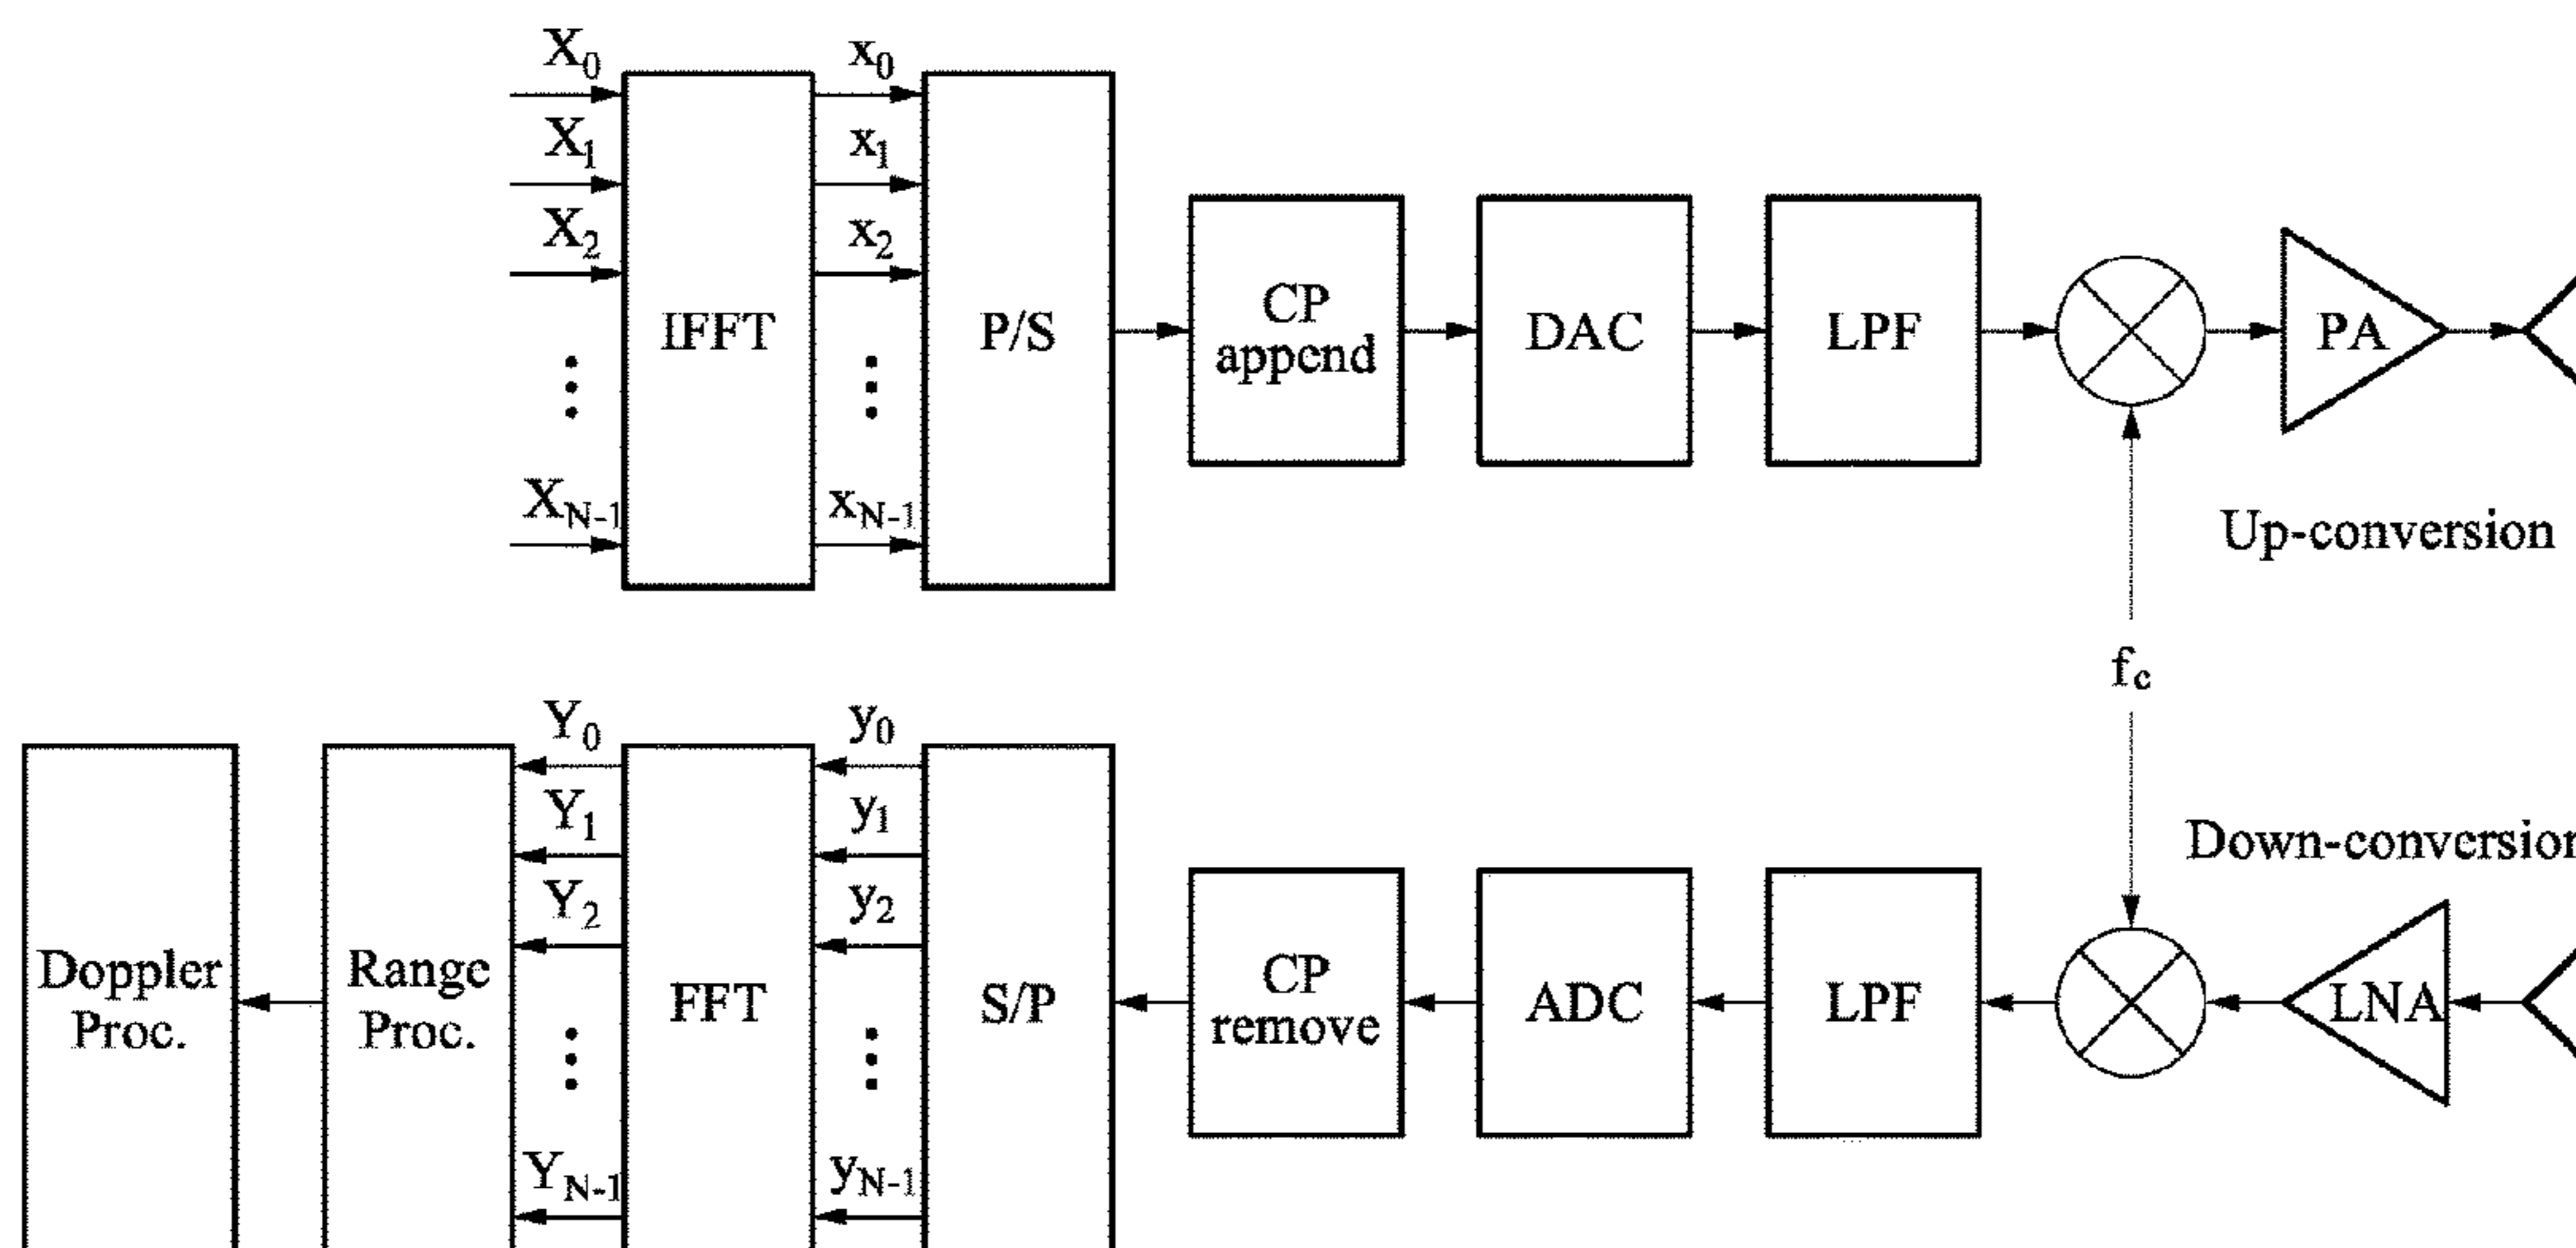 X0
x0
X1
x1
X2
x2
IFFT
P/S
CP
append
DAC
LPF
PA
XN-1
xN-1
Up-conversion
fc
Y0
y0
Y1
y1
Down-conversion
Y2
y2
Doppler
Proc.
Range
Proc.
FFT
S/P
CP
remove
ADC
LPF
LNA
YN-1
yN-1